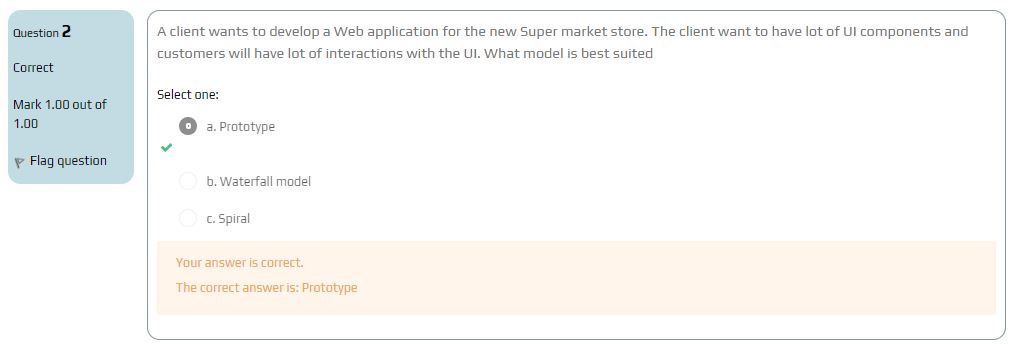 Question 2
Correct
Mark 1.00 out of
1.00
Flag question
A client wants to develop a Web application for the new Super market store. The client want to have lot of UI components and
customers will have lot of interactions with the UI. What model is best suited
Select one:
a. Prototype
b. Waterfall model
c. Spiral
Your answer is correct.
The correct answer is: Prototype